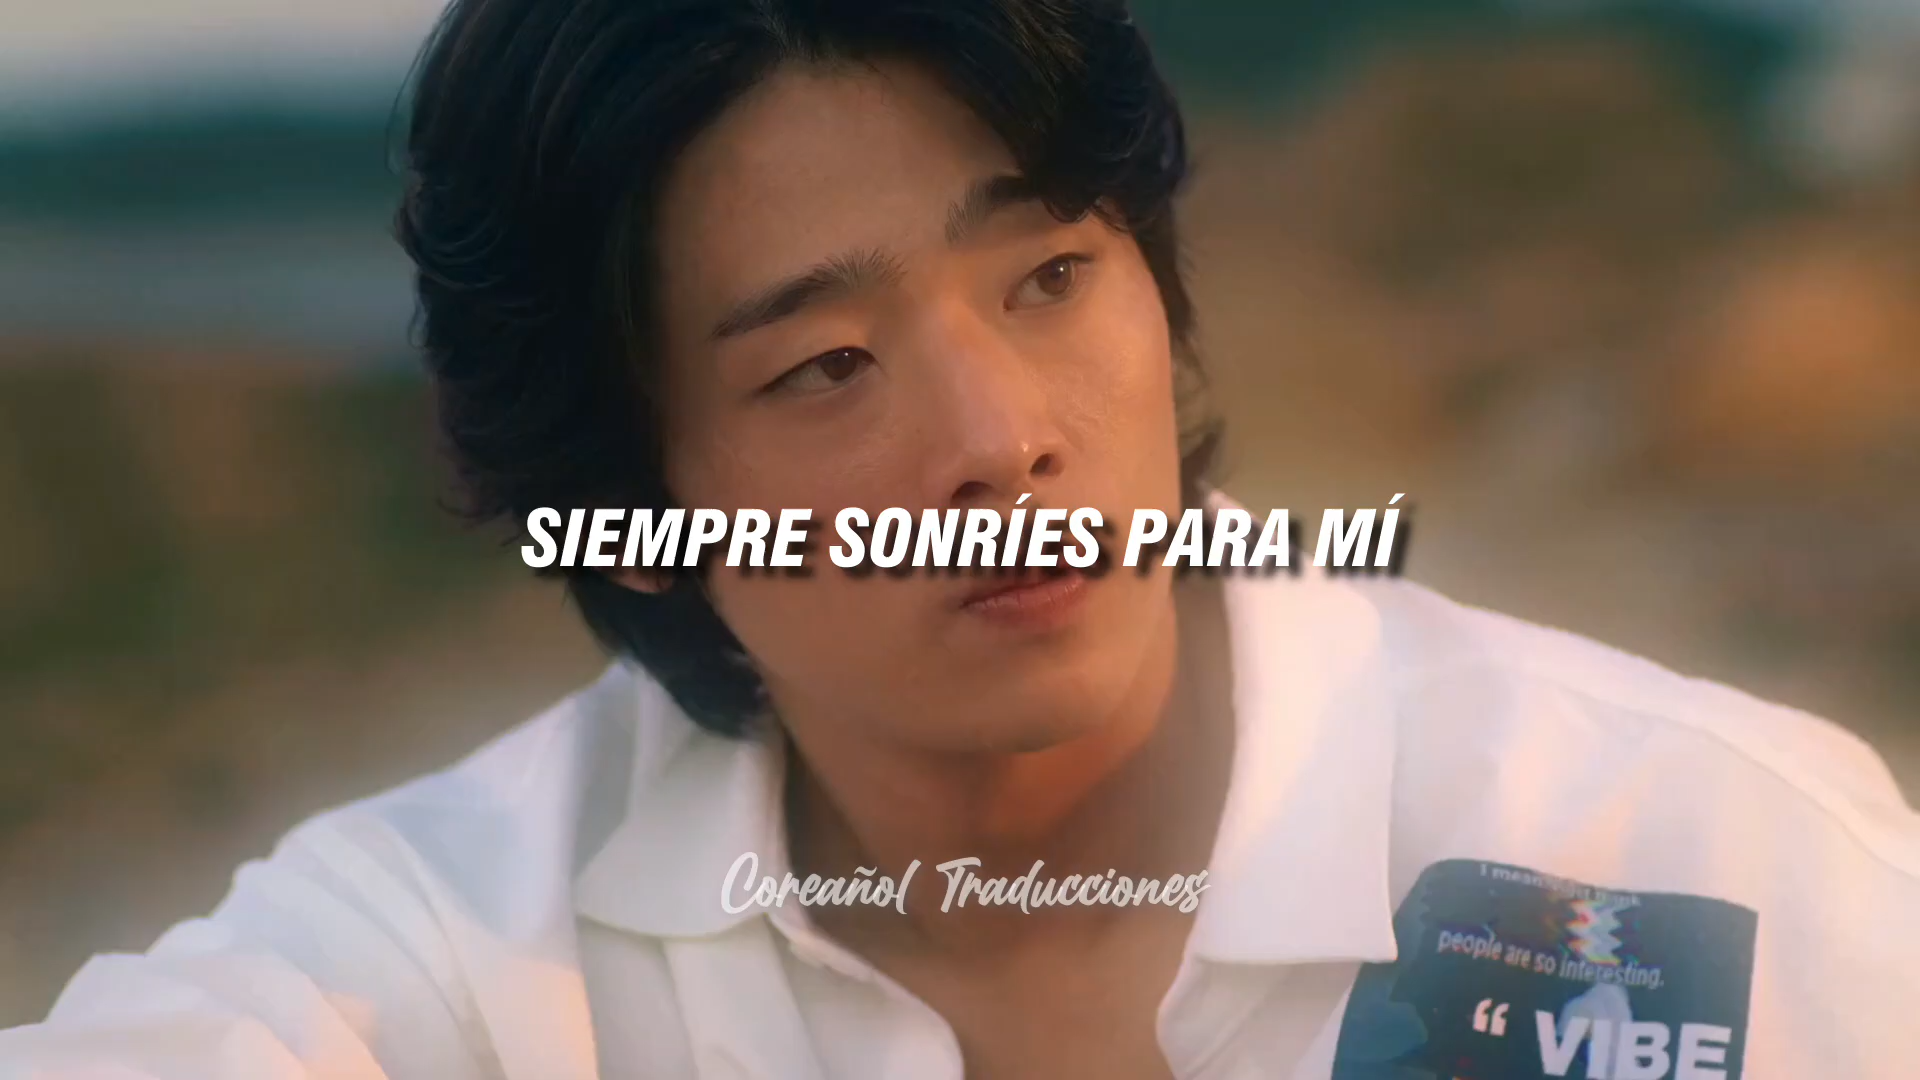 SIEMPRE SONRÍES PARA MÍ
Coreañol Traducciones
people are so interesting.
“ VIBE